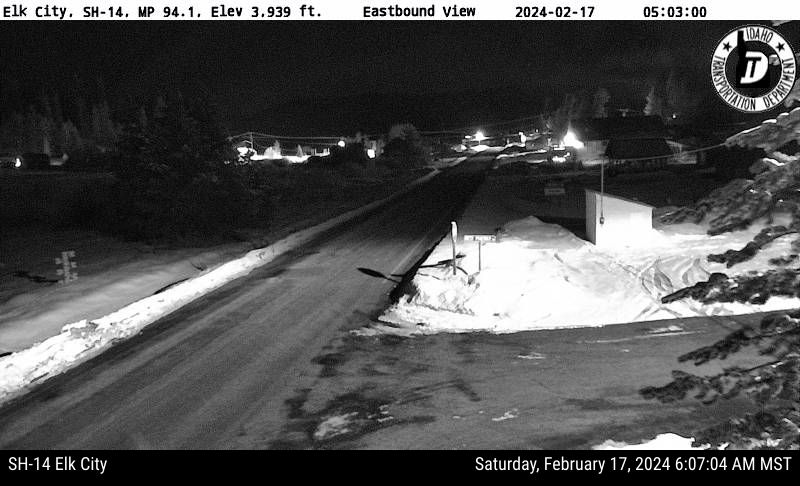 Elk City, SH-14, MP 94.1, Elev 3,939 ft. Eastbound View 2024-02-17 05:03:00
IDAHO
TRANSPORTATION DEPARTMENT
SH-14 Elk City Saturday, February 17, 2024 6:07:04 AM MST